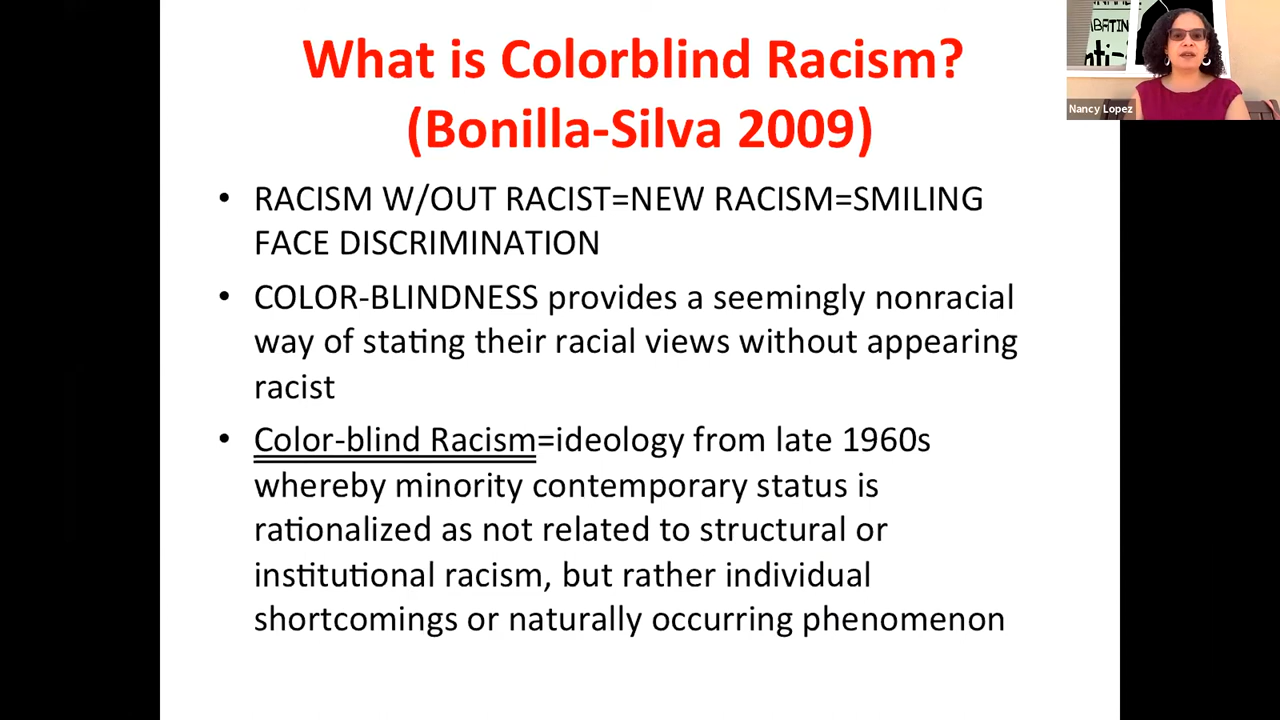 What is Colorblind Racism?
(Bonilla-Silva 2009)
• RACISM W/OUT RACIST=NEW RACISM=SMILING
FACE DISCRIMINATION
• COLOR-BLINDNESS provides a seemingly nonracial
way of stating their racial views without appearing
racist
• Color-blind Racism=ideology from late 1960s
whereby minority contemporary status is
rationalized as not related to structural or
institutional racism, but rather individual
shortcomings or naturally occurring phenomenon
Nancy Lopez